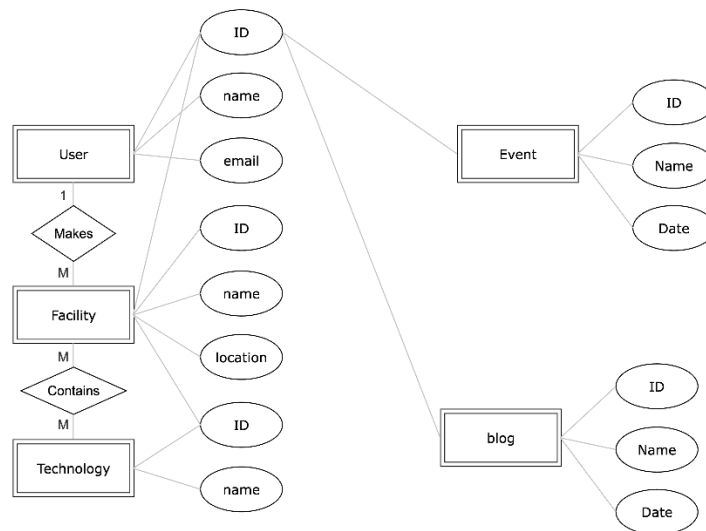 ID
name
User
email
1
Makes
M
ID
Facility
name
M
location
Contains
M
ID
Technology
name
Event
ID
Name
Date
blog
ID
Name
Date